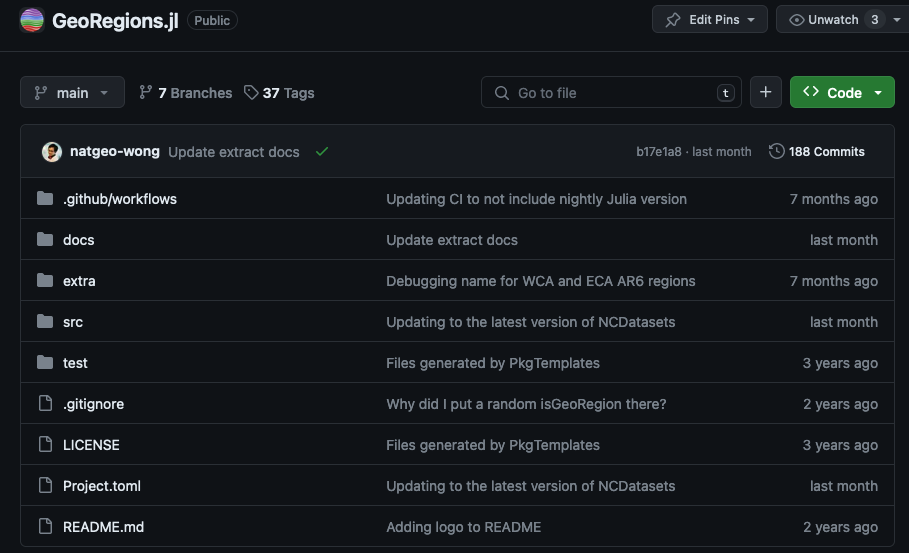 GeoRegions.jl Public Edit Pins Unwatch 3
main 7 Branches 37 Tags Go to file t + Code
natgeo-wong Update extract docs b17e1a8 · last month 188 Commits
.github/workflows Updating CI to not include nightly Julia version 7 months ago
docs Update extract docs last month
extra Debugging name for WCA and ECA AR6 regions 7 months ago
src Updating to the latest version of NCDatasets last month
test Files generated by PkgTemplates 3 years ago
.gitignore Why did I put a random isGeoRegion there? 2 years ago
LICENSE Files generated by PkgTemplates 3 years ago
Project.toml Updating to the latest version of NCDatasets last month
README.md Adding logo to README 2 years ago